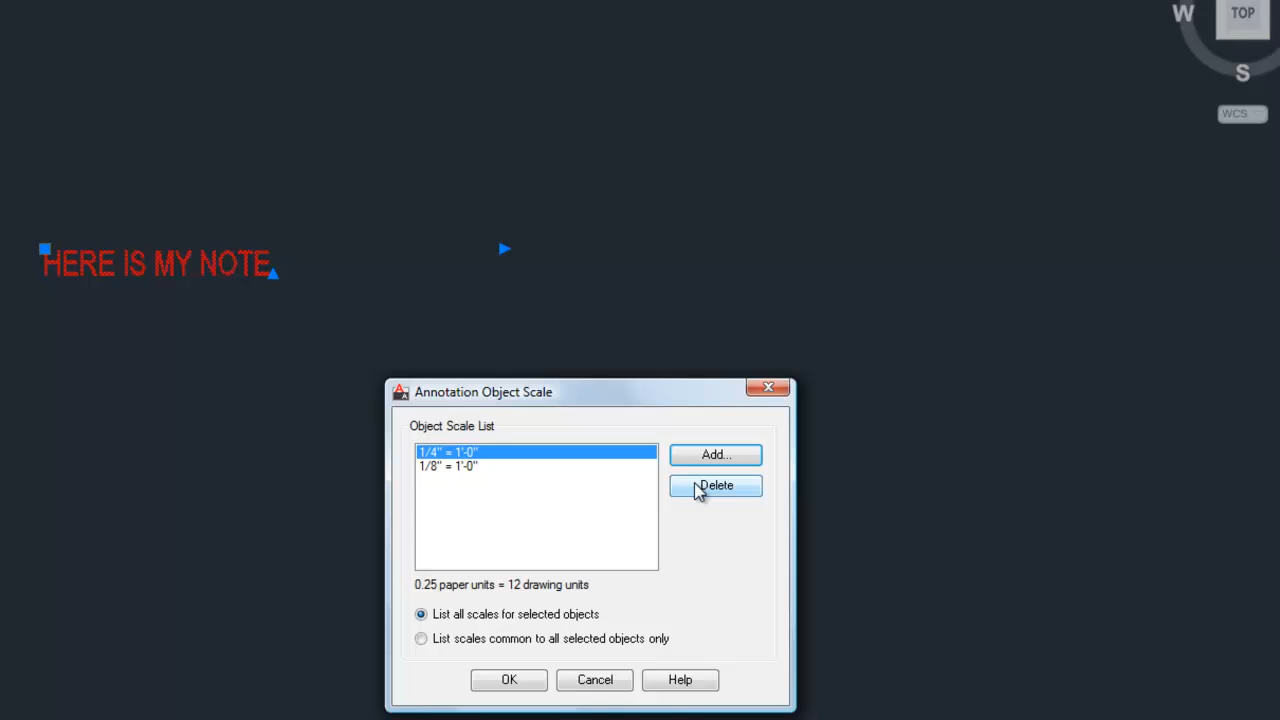 W
TOP
S
WCS
HERE IS MY NOTE
Annotation Object Scale
Object Scale List
1/4" = 1'-0"
Add...
1/8" = 1'-0"
Delete
0.25 paper units = 12 drawing units
List all scales for selected objects
List scales common to all selected objects only
OK
Cancel
Help